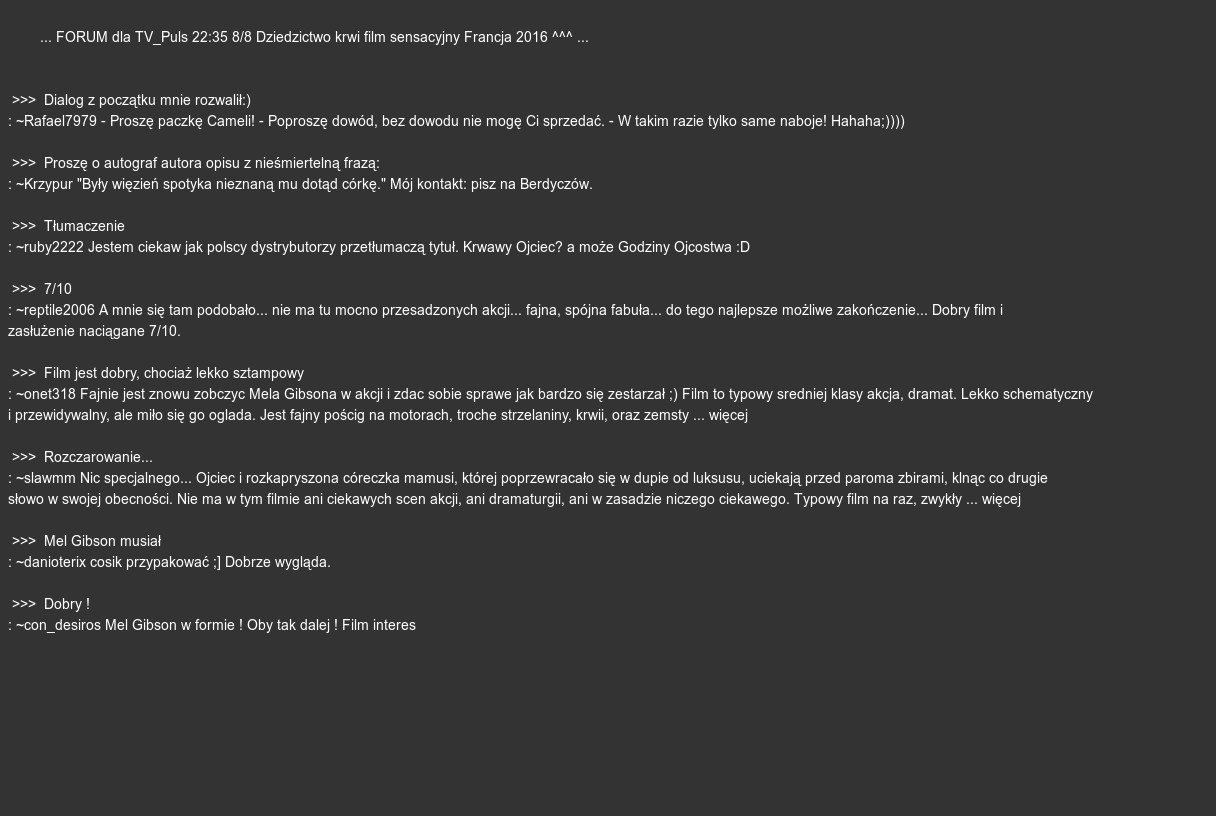 ... FORUM dla TV_Puls 22:35 8/8 Dziedzictwo krwi film sensacyjny Francja 2016 ^^^ ...
>>> Dialog z początku mnie rozwalił:)
: ~Rafael7979 - Proszę paczkę Cameli! - Poproszę dowód, bez dowodu nie mogę Ci sprzedać. - W takim razie tylko same naboje! Hahaha;))))
>>> Proszę o autograf autora opisu z nieśmiertelną frazą:
: ~Krzypur "Były więzień spotyka nieznaną mu dotąd córkę." Mój kontakt: pisz na Berdyczów.
>>> Tłumaczenie
: ~ruby2222 Jestem ciekaw jak polscy dystrybutorzy przetłumaczą tytuł. Krwawy Ojciec? a może Godziny Ojcostwa :D
>>> 7/10
: ~reptile2006 A mnie się tam podobało... nie ma tu mocno przesadzonych akcji... fajna, spójna fabuła... do tego najlepsze możliwe zakończenie... Dobry film i
zasłużenie naciągane 7/10.
>>> Film jest dobry, chociaż lekko sztampowy
: ~onet318 Fajnie jest znowu zobczyc Mela Gibsona w akcji i zdac sobie sprawe jak bardzo się zestarzał ;) Film to typowy sredniej klasy akcja, dramat. Lekko schematyczny
i przewidywalny, ale miło się go oglada. Jest fajny pościg na motorach, troche strzelaniny, krwii, oraz zemsty ... więcej
>>> Rozczarowanie...
: ~slawmm Nic specjalnego... Ojciec i rozkapryszona córeczka mamusi, której poprzewracało się w dupie od luksusu, uciekają przed paroma zbirami, klnąc co drugie
słowo w swojej obecności. Nie ma w tym filmie ani ciekawych scen akcji, ani dramaturgii, ani w zasadzie niczego ciekawego. Typowy film na raz, zwykły ... więcej
>>> Mel Gibson musiał
: ~danioterix cosik przypakować ;] Dobrze wygląda.
>>> Dobry !
: ~con_desiros Mel Gibson w formie ! Oby tak dalej ! Film interes